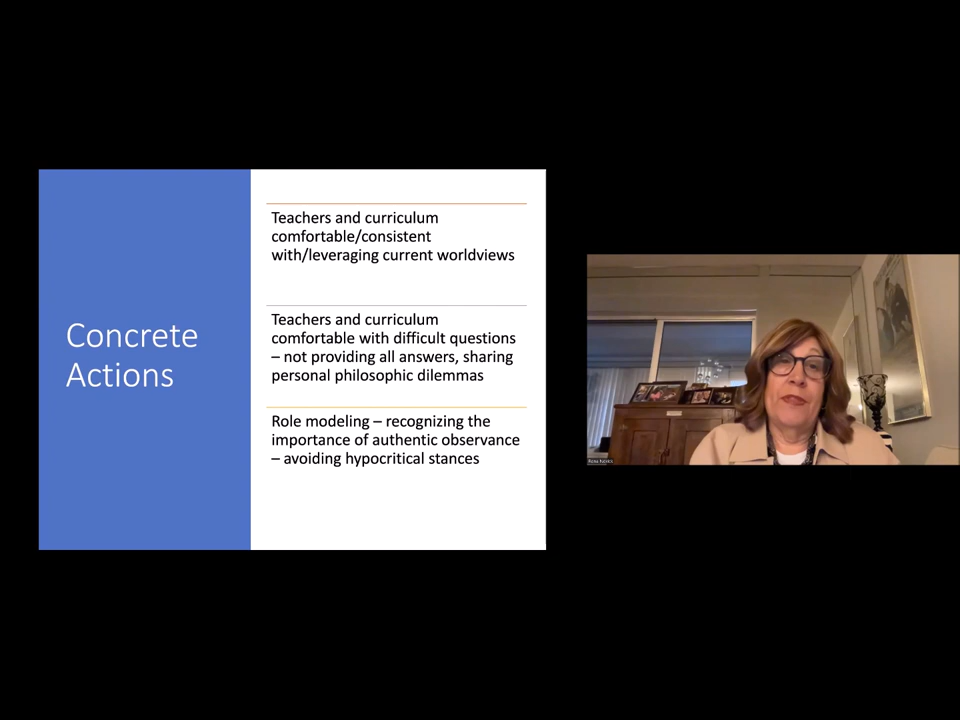 Concrete
Actions
Teachers and curriculum
comfortable/consistent
with/leveraging current worldviews
Teachers and curriculum
comfortable with difficult questions
– not providing all answers, sharing
personal philosophic dilemmas
Role modeling – recognizing the
importance of authentic observance
– avoiding hypocritical stances